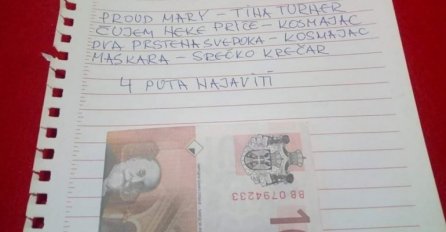 PROUD MARY - TINA TURNER
ČUJEM NEKE PRIČE - KOSMAJAC
DVA PRSTENA SVEDOKA - KOSMAJAC
MASKARA - SREĆKO KREČAR
4 PUTA NAJAVITI
BB 0794233